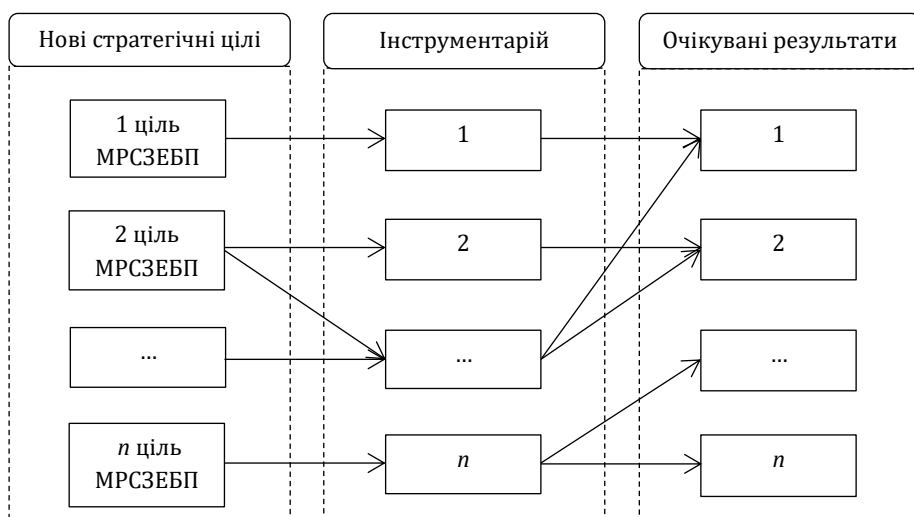 Нові стратегічні цілі
Інструментарій
Очікувані результати
1 ціль
МРСЗЕБП
1
1
2 ціль
МРСЗЕБП
2
2
...
...
...
n ціль
МРСЗЕБП
n
n